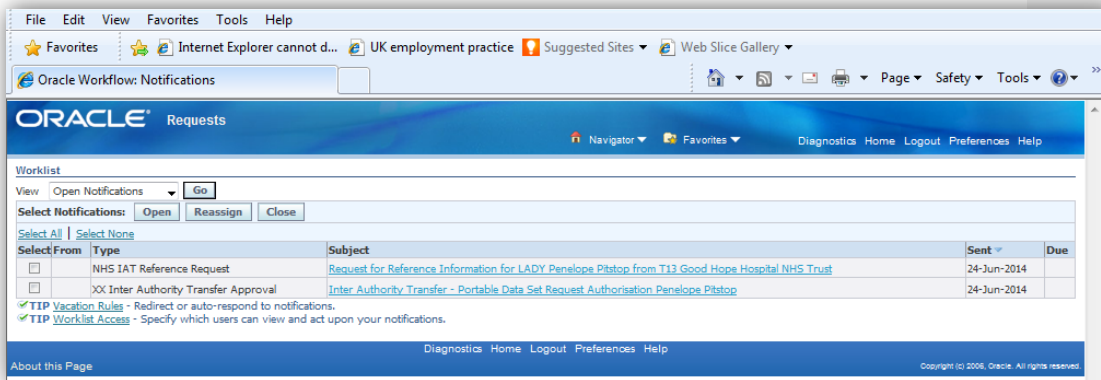 File Edit View Favorites Tools Help
Favorites Internet Explorer cannot d... UK employment practice Suggested Sites Web Slice Gallery
Oracle Workflow: Notifications Page Safety Tools
ORACLE Requests
Navigator Favorites Diagnostics Home Logout Preferences Help
Worklist
View Open Notifications Go
Select Notifications: Open Reassign Close
Select All | Select None
Select From Type Subject Sent Due
NHS IAT Reference Request Request for Reference Information for LADY Penelope Pitstop from T13 Good Hope Hospital NHS Trust 24-Jun-2014
XX Inter Authority Transfer Approval Inter Authority Transfer - Portable Data Set Request Authorisation Penelope Pitstop 24-Jun-2014
TIP Vacation Rules - Redirect or auto-respond to notifications.
TIP Worklist Access - Specify which users can view and act upon your notifications.
Diagnostics Home Logout Preferences Help
About this Page Copyright (c) 2006, Oracle. All rights reserved.